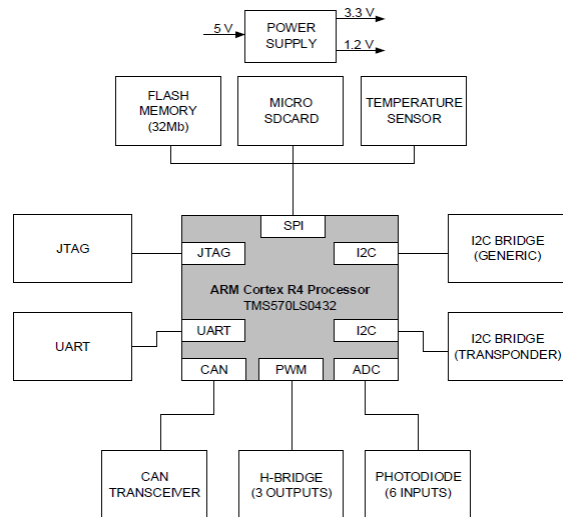 5 V
POWER
SUPPLY
3.3 V
1.2 V
FLASH
MEMORY
(32Mb)
MICRO
SDCARD
TEMPERATURE
SENSOR
SPI
JTAG
JTAG
I2C
I2C BRIDGE
(GENERIC)
ARM Cortex R4 Processor
TMS570LS0432
UART
UART
I2C
I2C BRIDGE
(TRANSPONDER)
CAN
PWM
ADC
CAN
TRANSCEIVER
H-BRIDGE
(3 OUTPUTS)
PHOTODIODE
(6 INPUTS)